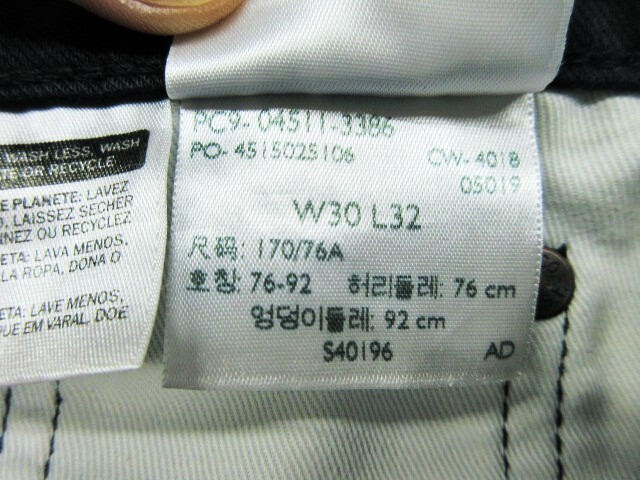 WASH LESS, WASH
TE OR RECYCLE.
E PLANETE: LAVEZ
, LAISSEZ SECHER
NNEZ OU RECYCLEZ
ETA: LAVA MENOS,
LA ROPA, DONA O
ETA: LAVE MENOS,
UE EM VARAL, DOE
PC9- 04511-3386
PO- 4515025106 CW- 4018
05019
W30 L32
尺码: 170/76A
호칭: 76-92 허리둘레: 76 cm
엉덩이둘레: 92 cm
S40196 AD